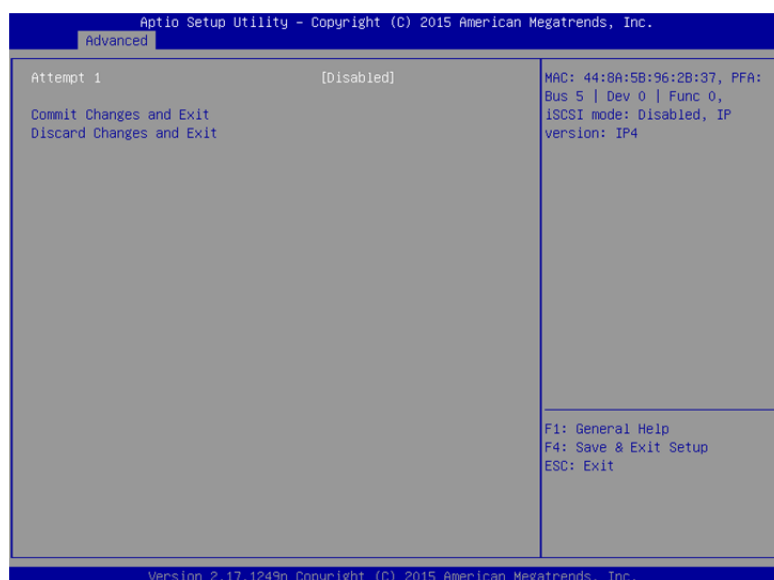 Aptio Setup Utility – Copyright (C) 2015 American Megatrends, Inc.
Advanced
Attempt 1 [Disabled]
Commit Changes and Exit
Discard Changes and Exit
MAC: 44:8A:5B:96:2B:37, PFA:
Bus 5 | Dev 0 | Func 0,
iSCSI mode: Disabled, IP
version: IP4
F1: General Help
F4: Save & Exit Setup
ESC: Exit
Version 2.17.1249n Copyright (C) 2015 American Megatrends, Inc.